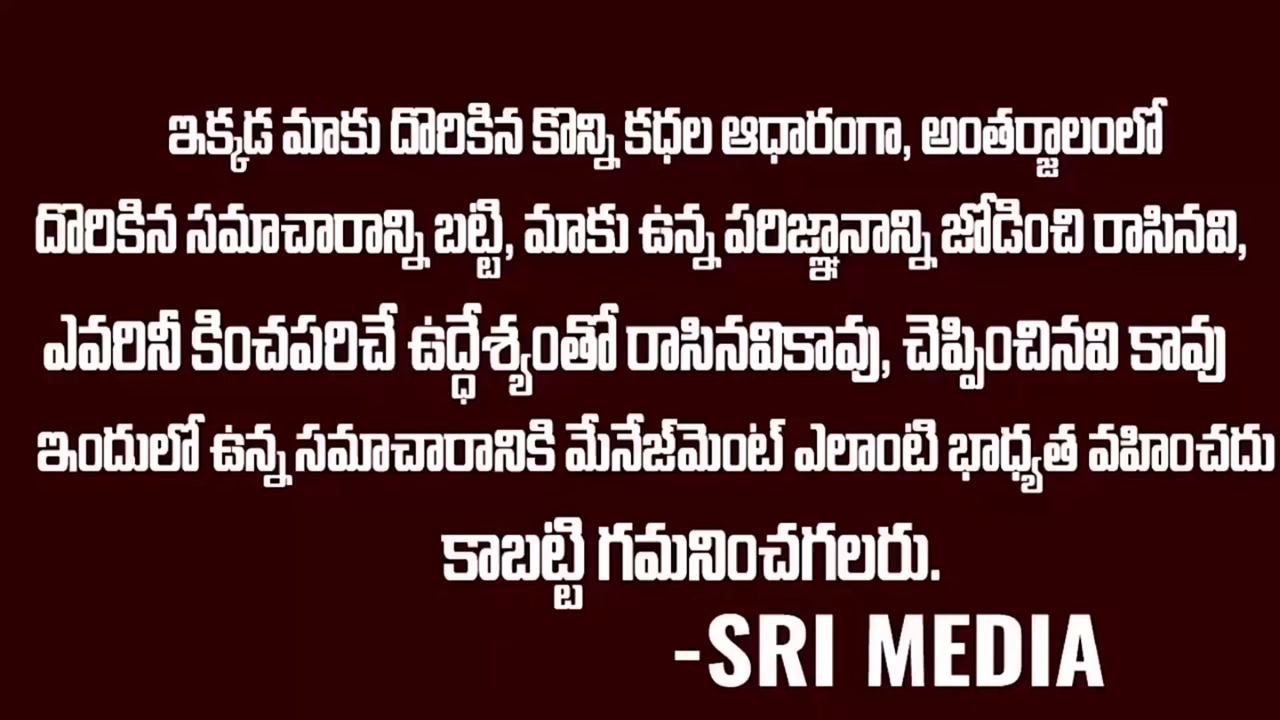 ఇక్కడ మాకు దొరికిన కొన్ని కధల ఆధారంగా, అంతర్జాలంలో
దొరికిన సమాచారాన్ని బట్టి, మాకు ఉన్న పరిజ్ఞానాన్ని జోడించి రాసినవి,
ఎవరినీ కించపరిచే ఉద్ధేశ్యంతో రాసినవికావు, చెప్పించినవి కావు
ఇందులో ఉన్న సమాచారానికి మేనేజ్‌మెంట్ ఎలాంటి భాధ్యత వహించదు
కాబట్టి గమనించగలరు.
-SRI MEDIA